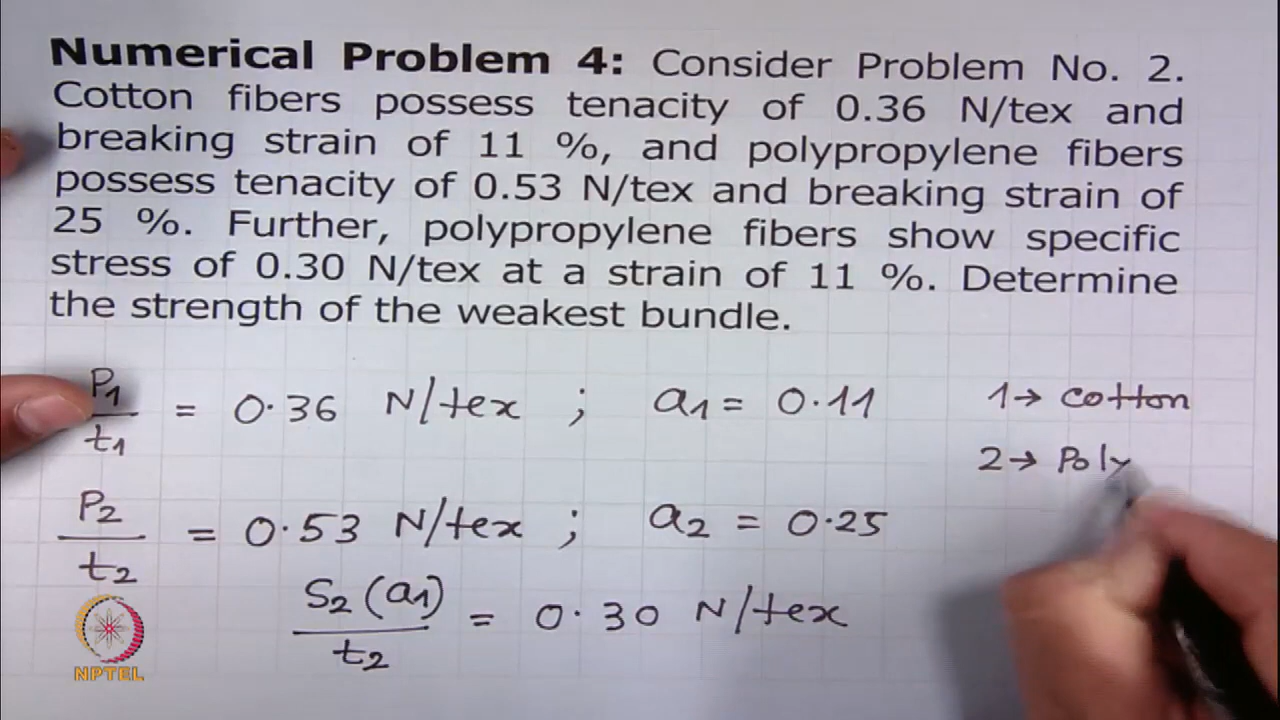 Numerical Problem 4: Consider Problem No. 2.
Cotton fibers possess tenacity of 0.36 N/tex and
breaking strain of 11 %, and polypropylene fibers
possess tenacity of 0.53 N/tex and breaking strain of
25 %. Further, polypropylene fibers show specific
stress of 0.30 N/tex at a strain of 11 %. Determine
the strength of the weakest bundle.
P1/t1 = 0.36 N/tex ; a1 = 0.11
1→ cotton
2→ Poly
P2/t2 = 0.53 N/tex ; a2 = 0.25
S2(a1)/t2 = 0.30 N/tex
NPTEL